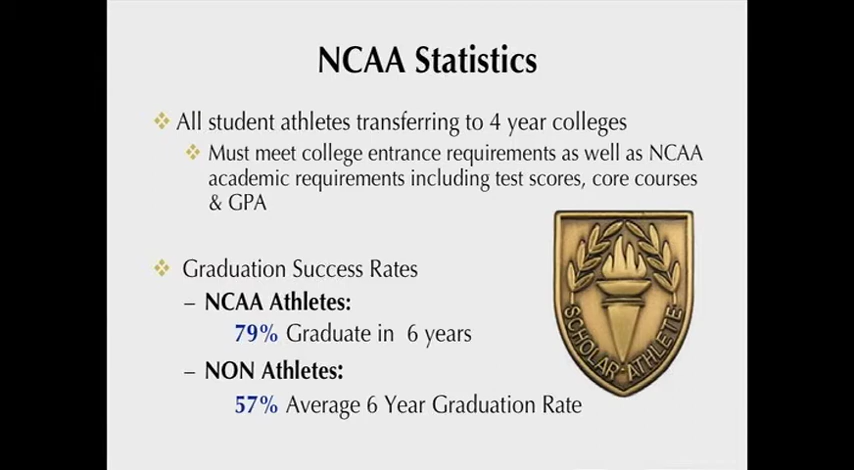 NCAA Statistics
All student athletes transferring to 4 year colleges
Must meet college entrance requirements as well as NCAA
academic requirements including test scores, core courses
& GPA
Graduation Success Rates
– NCAA Athletes:
79% Graduate in 6 years
– NON Athletes:
57% Average 6 Year Graduation Rate
SCHOLAR-ATHLETE